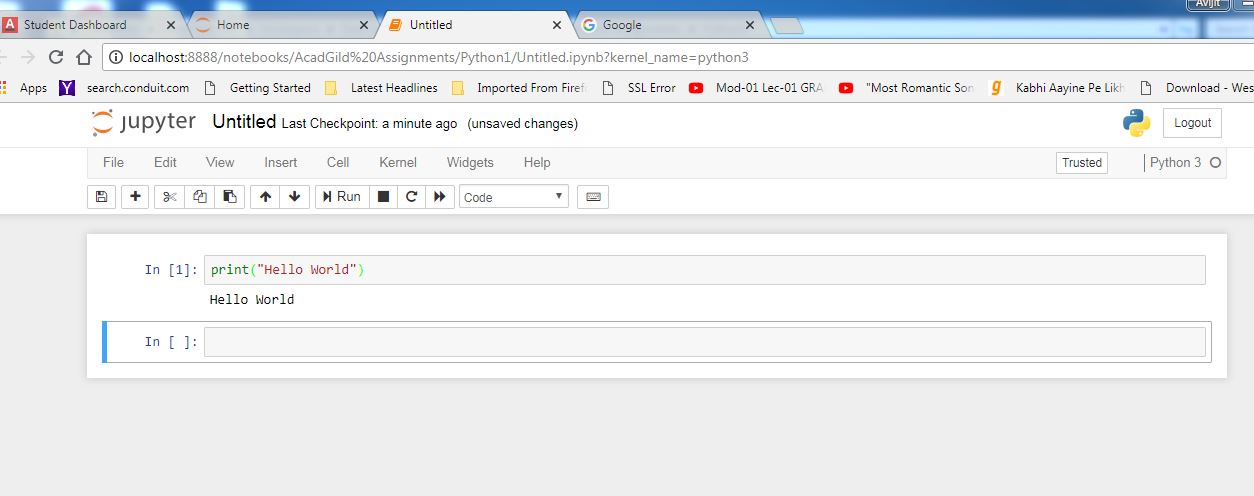 Avijit
Student Dashboard Home Untitled Google
localhost:8888/notebooks/AcadGild%20Assignments/Python1/Untitled.ipynb?kernel_name=python3
Apps search.conduit.com Getting Started Latest Headlines Imported From Firef SSL Error Mod-01 Lec-01 GRA "Most Romantic Son Kabhi Aayine Pe Likh Download - Wes
jupyter Untitled Last Checkpoint: a minute ago (unsaved changes) Logout
File Edit View Insert Cell Kernel Widgets Help Trusted Python 3
Run Code
In [1]: print("Hello World")
Hello World
In [ ]: